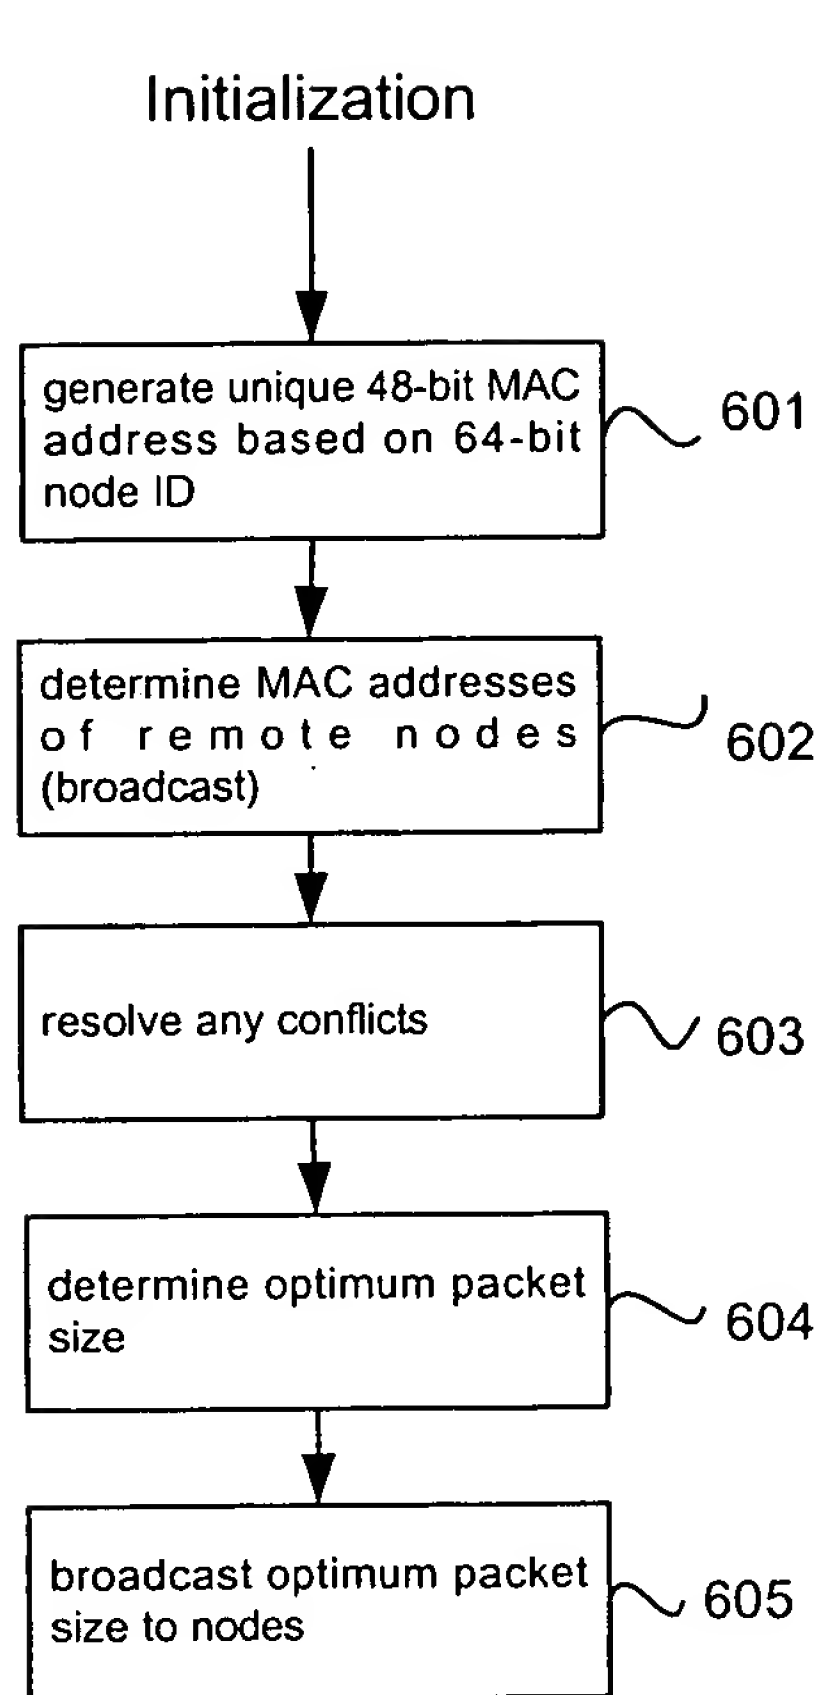 Initialization
generate unique 48-bit MAC
address based on 64-bit
node ID
601
determine MAC addresses
of remote nodes
(broadcast)
602
resolve any conflicts
603
determine optimum packet
size
604
broadcast optimum packet
size to nodes
605